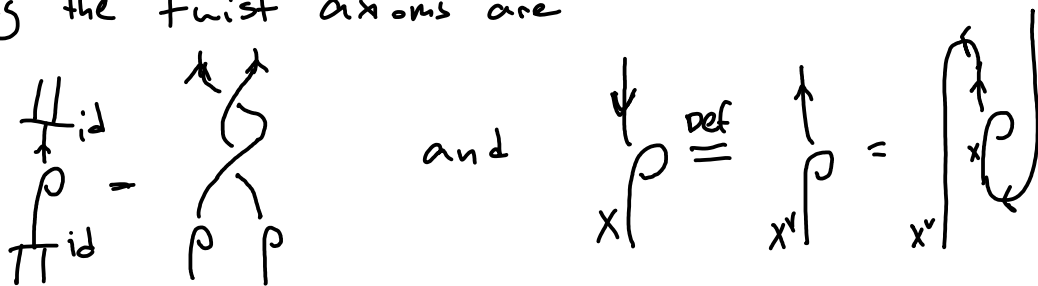 the twist axioms are
id
id
=
and
X
Def
=
X^v
=
X^v
x